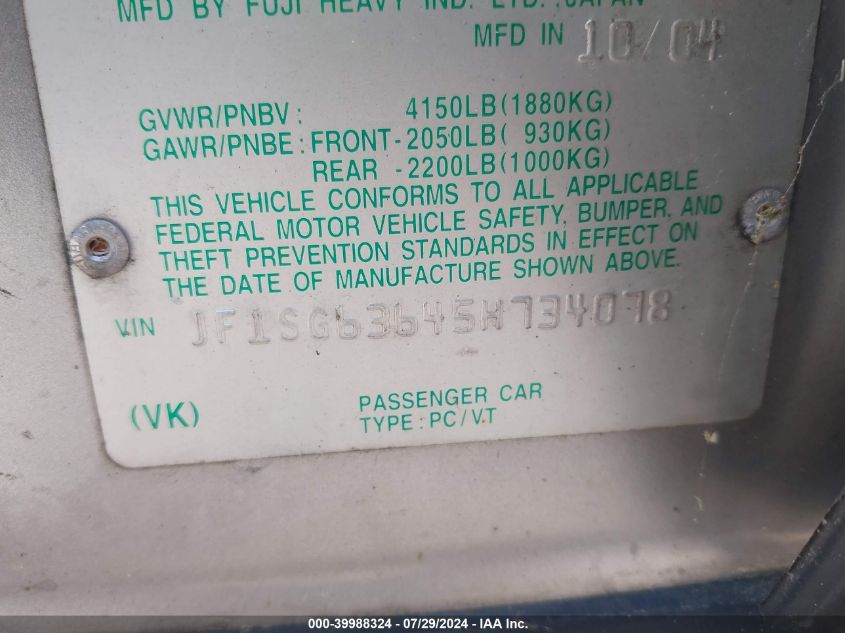 MFD BY FUJI HEAVY IND. LTD., JAPAN
MFD IN 10/04
GVWR/PNBV: 4150LB(1880KG)
GAWR/PNBE: FRONT-2050LB( 930KG)
REAR -2200LB(1000KG)
THIS VEHICLE CONFORMS TO ALL APPLICABLE
FEDERAL MOTOR VEHICLE SAFETY, BUMPER, AND
THEFT PREVENTION STANDARDS IN EFFECT ON
THE DATE OF MANUFACTURE SHOWN ABOVE.
VIN JF1SG63645H734078
(VK)
PASSENGER CAR
TYPE:PC/V.T
000-39988324 / 07/29/2024 - IAA Inc.